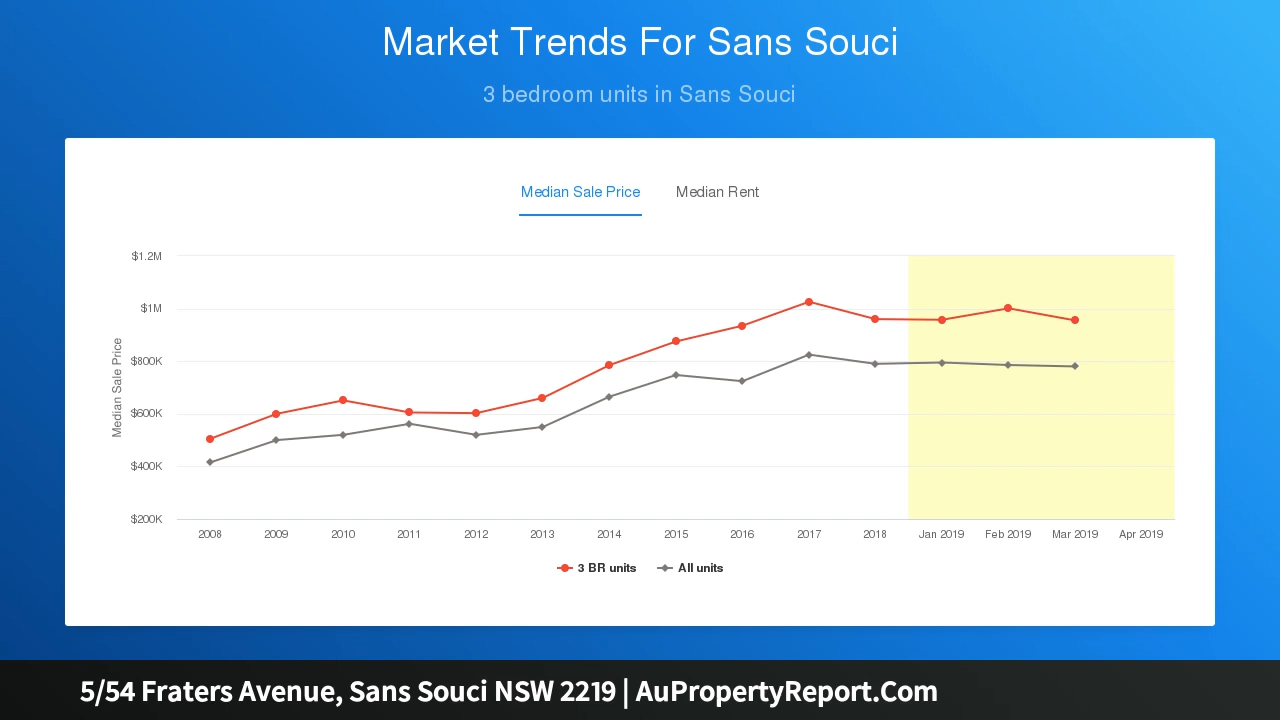 Market Trends For Sans Souci
3 bedroom units in Sans Souci
Median Sale Price Median Rent
$1.2M
$1M
$800K
$600K
$400K
$200K
Median Sale Price
2008 2009 2010 2011 2012 2013 2014 2015 2016 2017 2018 Jan 2019 Feb 2019 Mar 2019 Apr 2019
3 BR units All units
5/54 Fraters Avenue, Sans Souci NSW 2219 | AuPropertyReport.Com